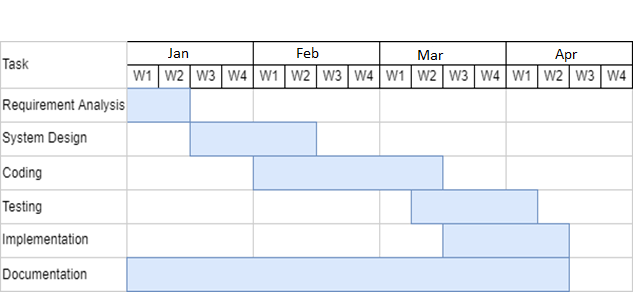 Jan Feb Mar Apr
Task
W1 W2 W3 W4 W1 W2 W3 W4 W1 W2 W3 W4 W1 W2 W3 W4
Requirement Analysis
System Design
Coding
Testing
Implementation
Documentation